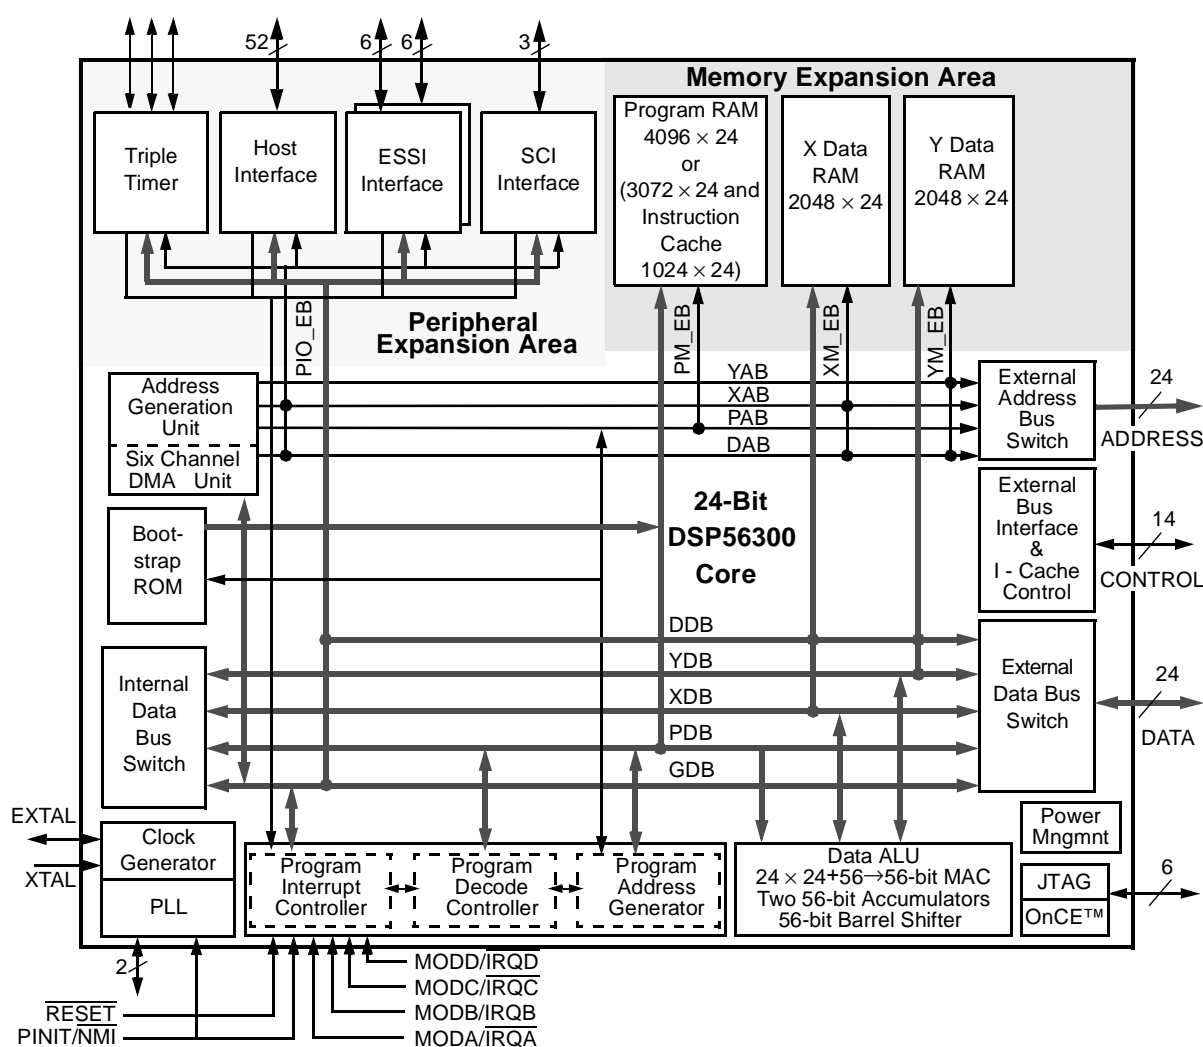 52
6
6
3
Memory Expansion Area
Triple
Timer
Host
Interface
ESSI
Interface
SCI
Interface
Program RAM
4096 × 24
or
(3072 × 24 and
Instruction
Cache
1024 × 24)
X Data
RAM
2048 × 24
Y Data
RAM
2048 × 24
Peripheral
Expansion Area
PIO_EB
PM_EB
XM_EB
YM_EB
Address
Generation
Unit
Six Channel
DMA Unit
YAB
XAB
PAB
DAB
External
Address
Bus
Switch
24
ADDRESS
24-Bit
DSP56300
Core
Boot-
strap
ROM
External
Bus
Interface
&
I - Cache
Control
14
CONTROL
DDB
YDB
XDB
PDB
GDB
Internal
Data
Bus
Switch
External
Data Bus
Switch
24
DATA
EXTAL
XTAL
Clock
Generator
PLL
Program
Interrupt
Controller
Program
Decode
Controller
Program
Address
Generator
Data ALU
24 × 24+56→56-bit MAC
Two 56-bit Accumulators
56-bit Barrel Shifter
Power
Mngmnt
JTAG
OnCE™
6
2
RESET
PINIT/NMI
MODD/IRQD
MODC/IRQC
MODB/IRQB
MODA/IRQA